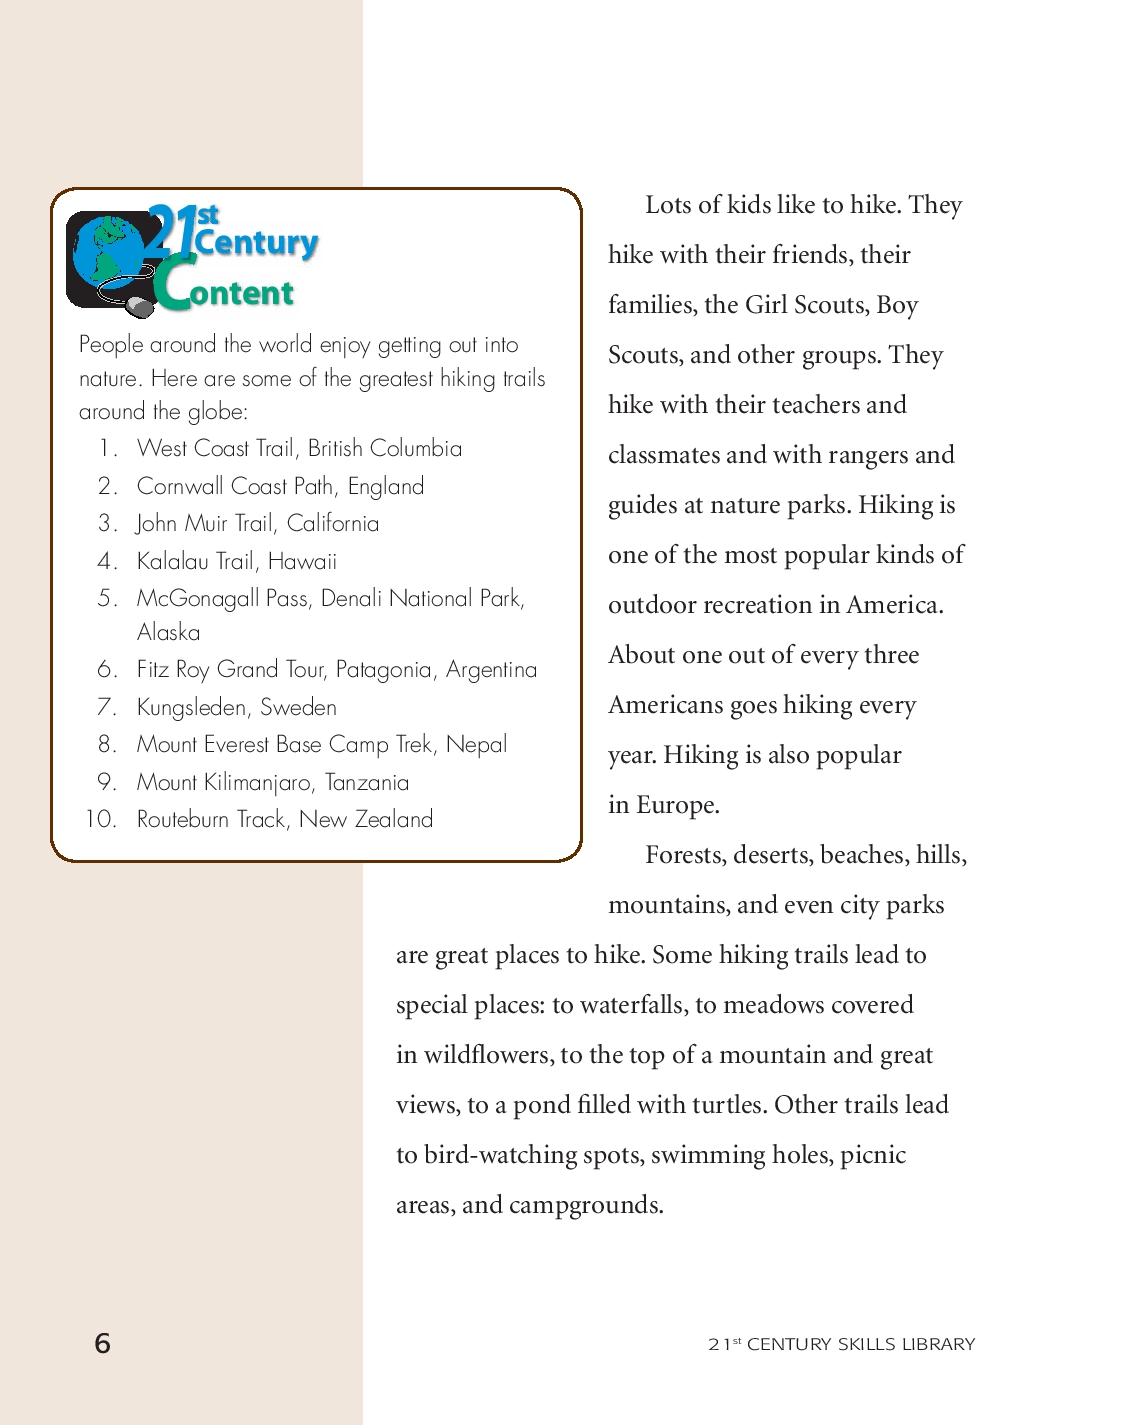 21st
Century
Content
People around the world enjoy getting out into
nature. Here are some of the greatest hiking trails
around the globe:
1. West Coast Trail, British Columbia
2. Cornwall Coast Path, England
3. John Muir Trail, California
4. Kalalau Trail, Hawaii
5. McGonagall Pass, Denali National Park,
Alaska
6. Fitz Roy Grand Tour, Patagonia, Argentina
7. Kungsleden, Sweden
8. Mount Everest Base Camp Trek, Nepal
9. Mount Kilimanjaro, Tanzania
10. Routeburn Track, New Zealand
Lots of kids like to hike. They
hike with their friends, their
families, the Girl Scouts, Boy
Scouts, and other groups. They
hike with their teachers and
classmates and with rangers and
guides at nature parks. Hiking is
one of the most popular kinds of
outdoor recreation in America.
About one out of every three
Americans goes hiking every
year. Hiking is also popular
in Europe.
Forests, deserts, beaches, hills,
mountains, and even city parks
are great places to hike. Some hiking trails lead to
special places: to waterfalls, to meadows covered
in wildflowers, to the top of a mountain and great
views, to a pond filled with turtles. Other trails lead
to bird-watching spots, swimming holes, picnic
areas, and campgrounds.
6
21st CENTURY SKILLS LIBRARY